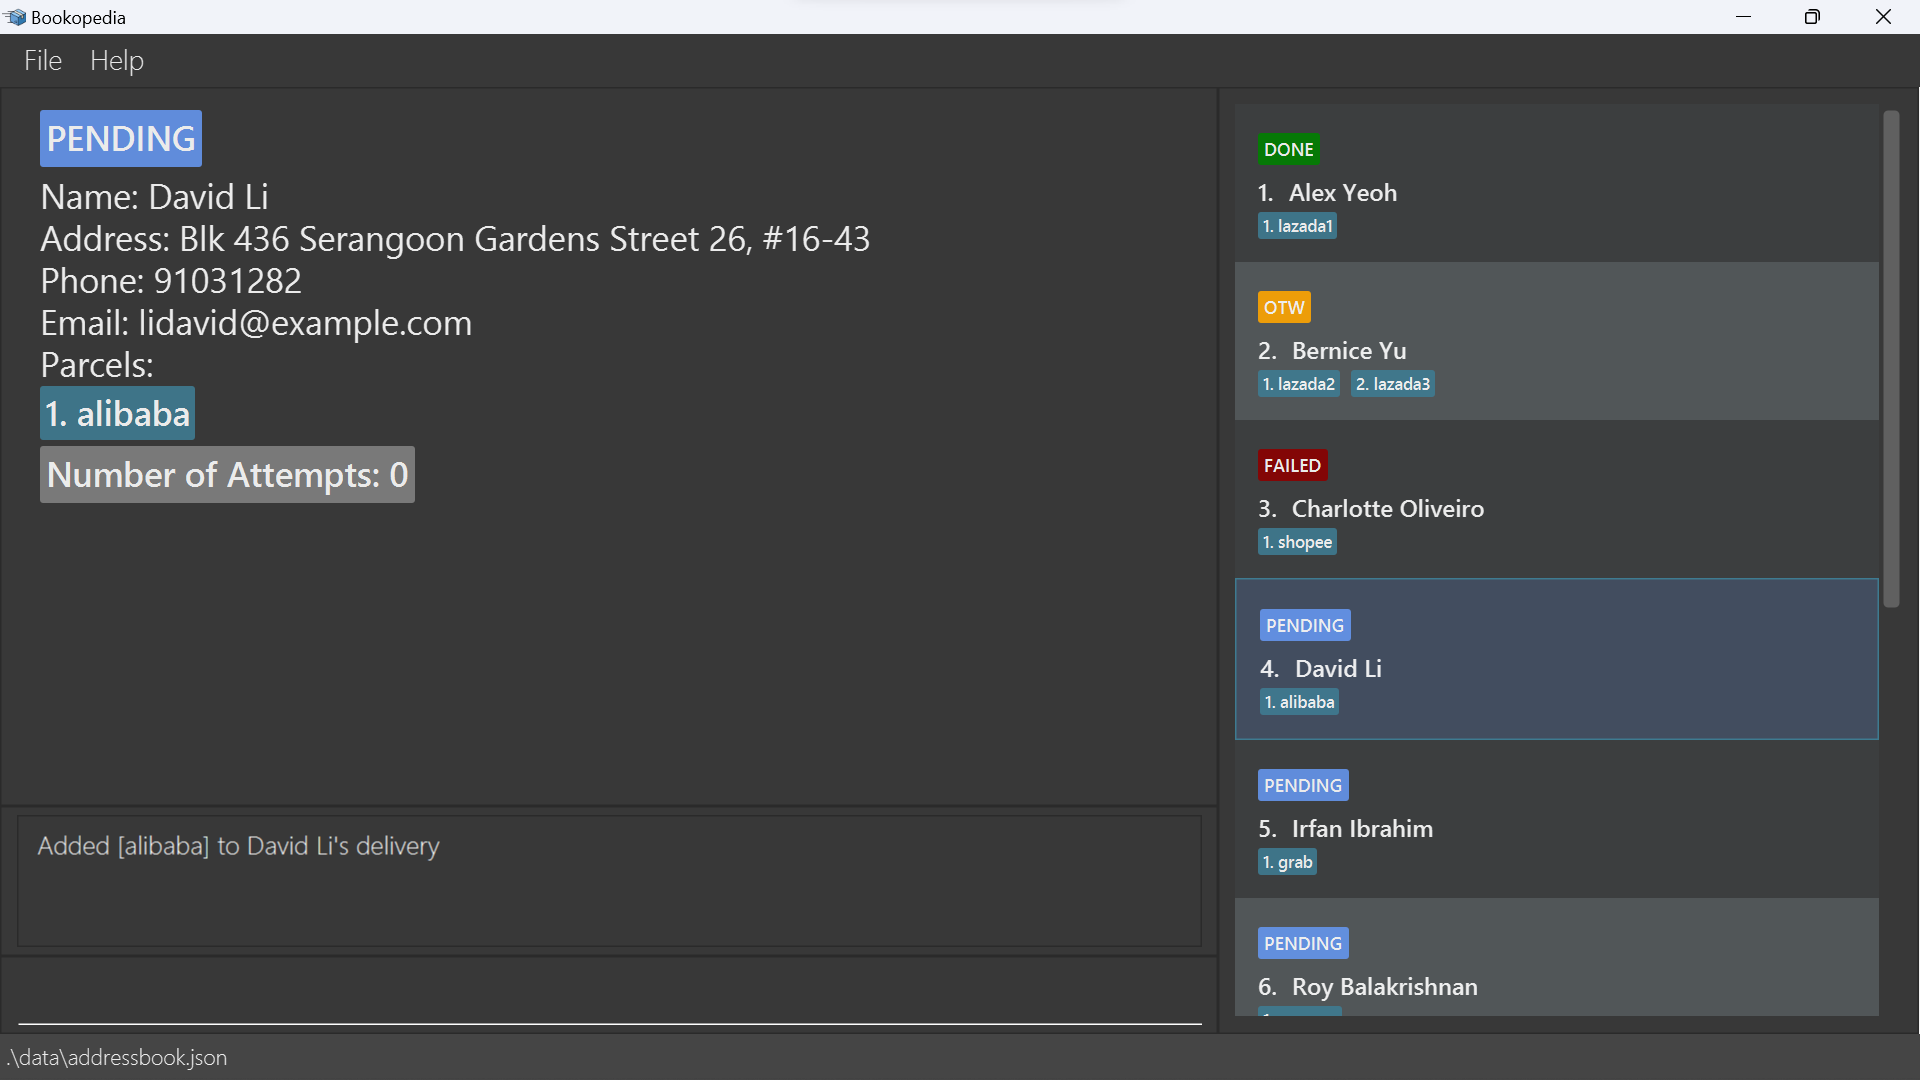 Bookopedia
File Help
PENDING
Name: David Li
Address: Blk 436 Serangoon Gardens Street 26, #16-43
Phone: 91031282
Email: lidavid@example.com
Parcels:
1. alibaba
Number of Attempts: 0
Added [alibaba] to David Li's delivery
DONE
1. Alex Yeoh
1. lazada1
OTW
2. Bernice Yu
1. lazada2 2. lazada3
FAILED
3. Charlotte Oliveiro
1. shopee
PENDING
4. David Li
1. alibaba
PENDING
5. Irfan Ibrahim
1. grab
PENDING
6. Roy Balakrishnan
.\data\addressbook.json